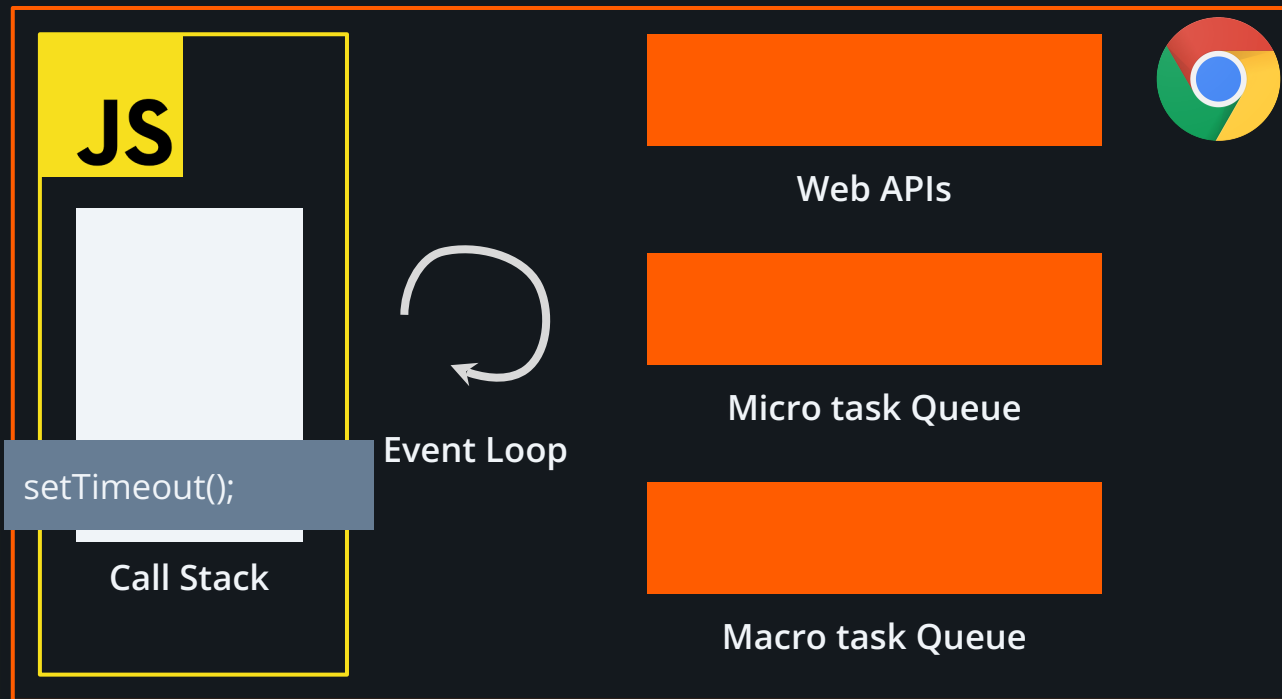 JS
Web APIs
Micro task Queue
Event Loop
setTimeout();
Call Stack
Macro task Queue